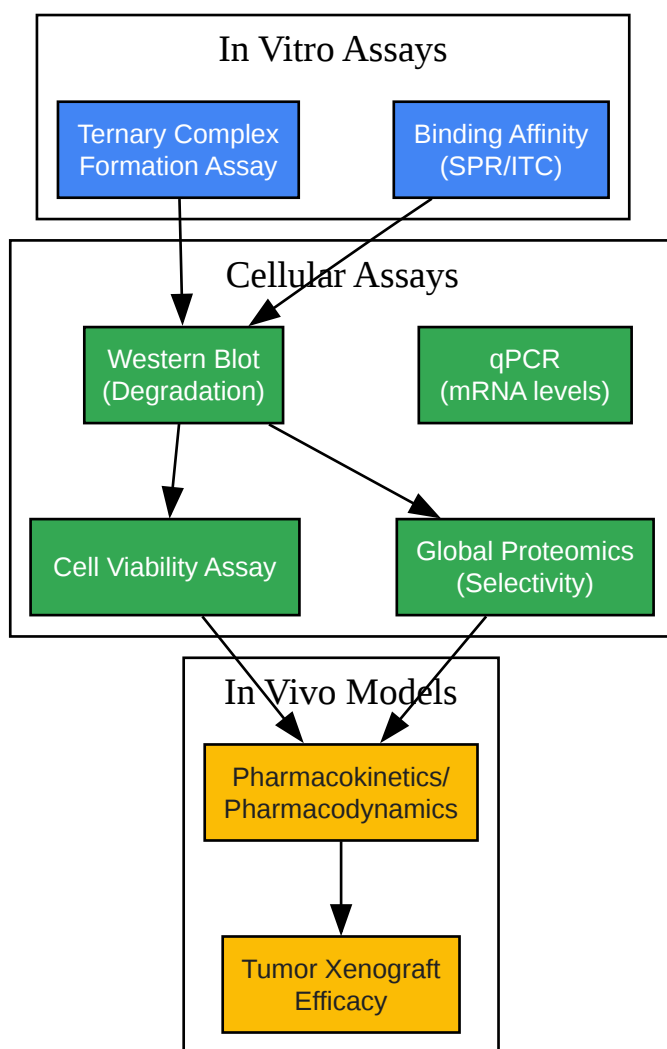 In Vitro Assays
Ternary Complex
Formation Assay
Binding Affinity
(SPR/ITC)
Cellular Assays
Western Blot
(Degradation)
qPCR
(mRNA levels)
Cell Viability Assay
Global Proteomics
(Selectivity)
In Vivo Models
Pharmacokinetics/
Pharmacodynamics
Tumor Xenograft
Efficacy